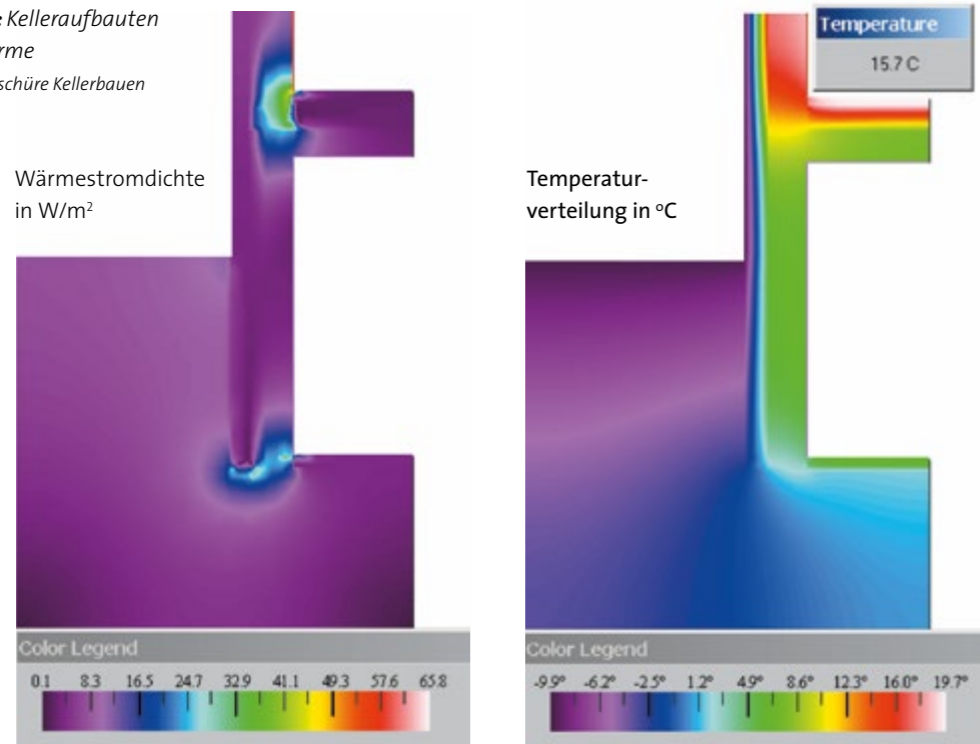 Kelleraufbauten
schüre Kellerbauen
Wärmestromdichte
in W/m²
Color Legend
0.1 8.3 16.5 24.7 32.9 41.1 49.3 57.6 65.8
Temperature
15.7 C
Temperatur-
verteilung in °C
Color Legend
-9.9° -6.2° -2.5° 1.2° 4.9° 8.6° 12.3° 16.0° 19.7°